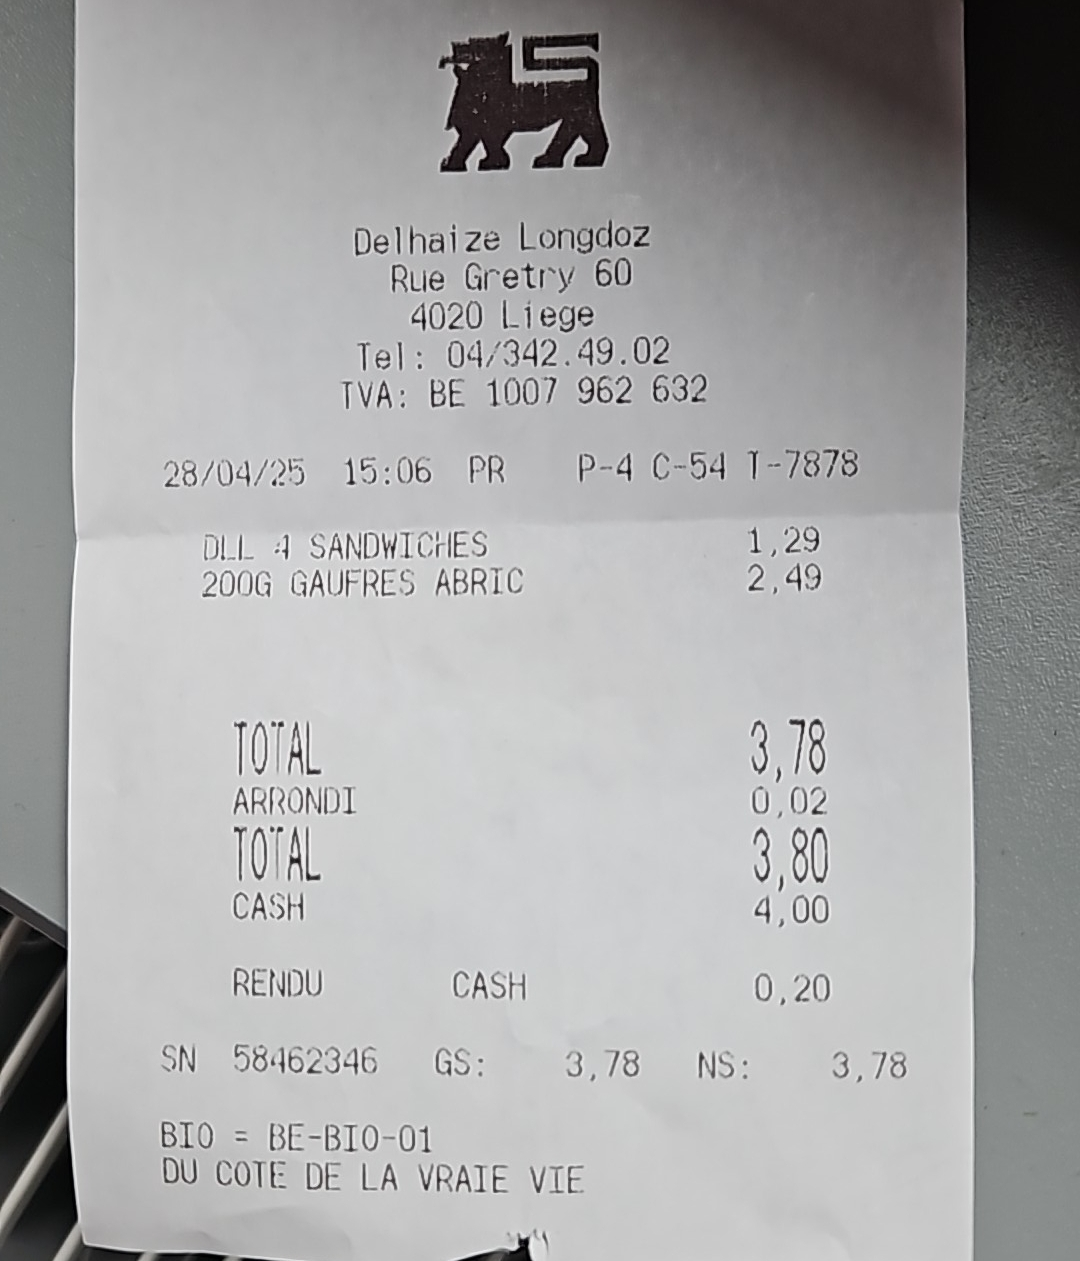 Delhaize Longdoz
Rue Gretry 60
4020 Liege
Tel: 04/342.49.02
TVA: BE 1007 962 632
28/04/25 15:06 PR P-4 C-54 T-7878
DLL 4 SANDWICHES 1,29
200G GAUFRES ABRIC 2,49
TOTAL 3,78
ARRONDI 0,02
TOTAL 3,80
CASH 4,00
RENDU CASH 0,20
SN 58462346 GS: 3,78 NS: 3,78
BIO = BE-BIO-01
DU COTE DE LA VRAIE VIE